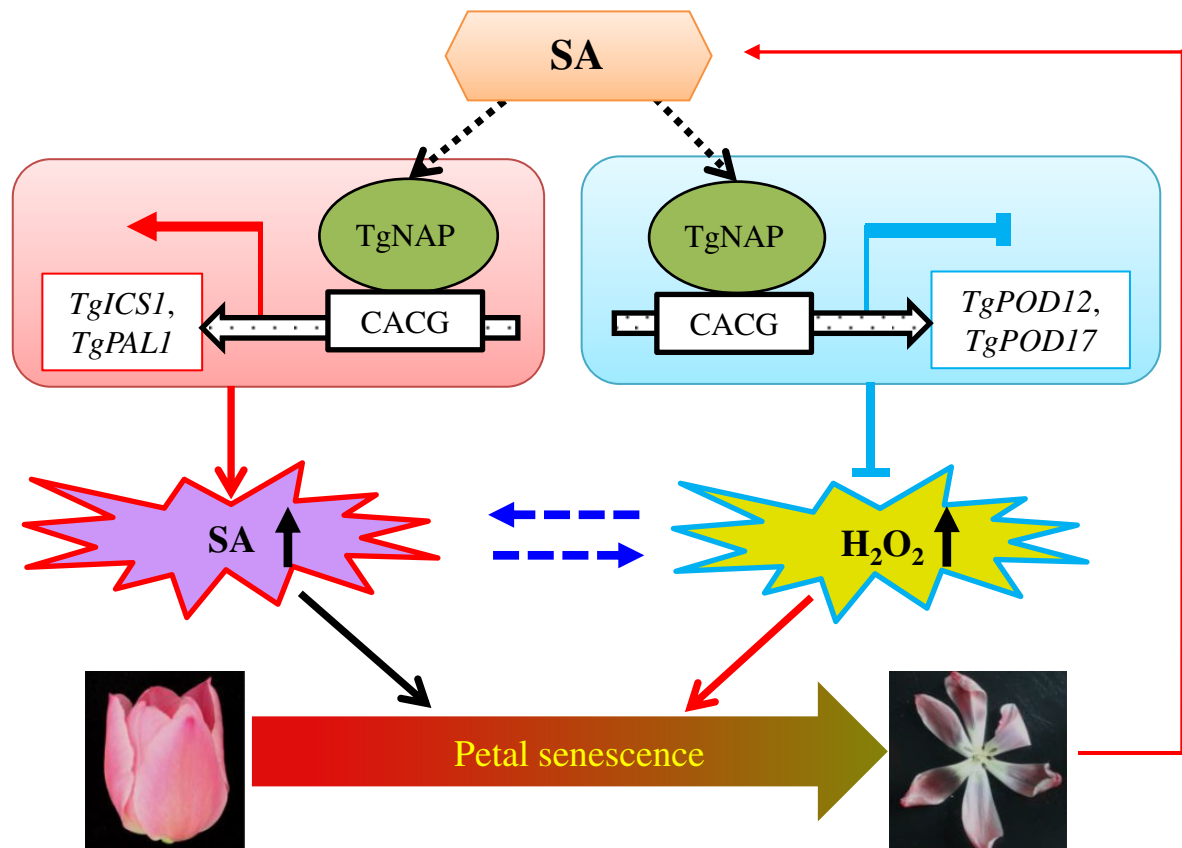 SA
TgNAP
TgNAP
TgICS1,
TgPAL1
CACG
CACG
TgPOD12,
TgPOD17
SA
H₂O₂
Petal senescence